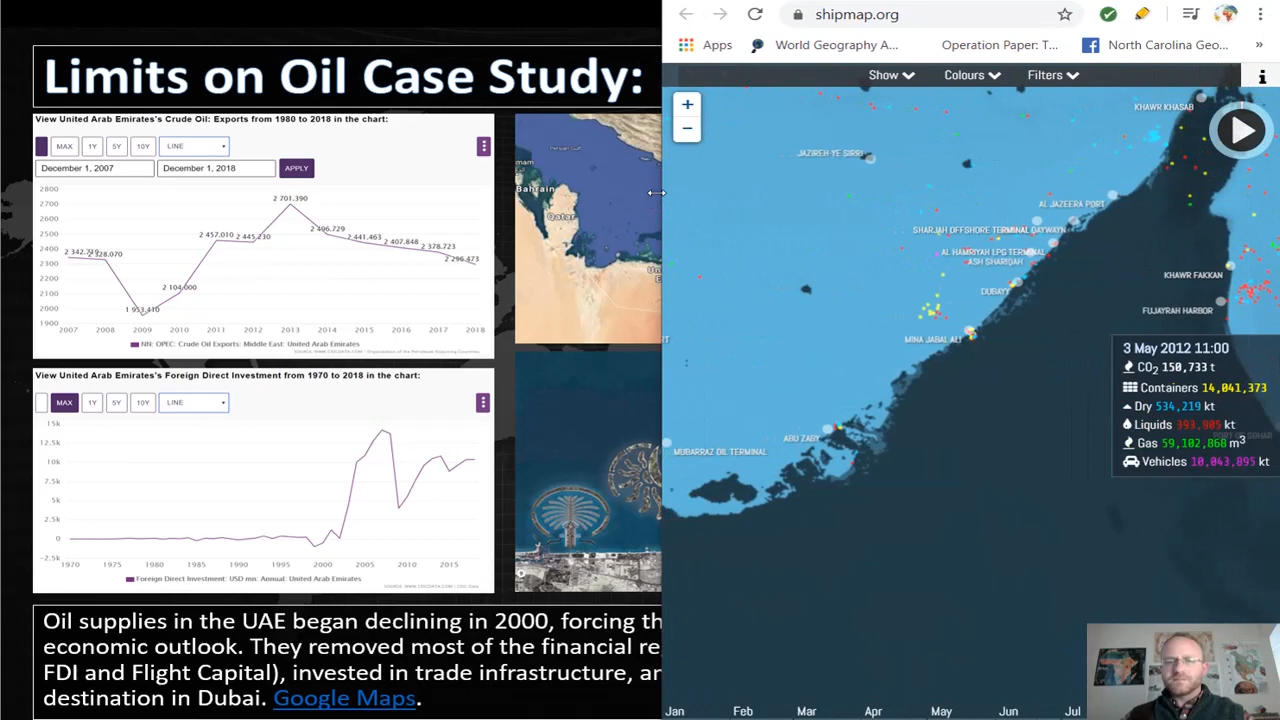 Limits on Oil Case Study:
View United Arab Emirates's Crude Oil: Exports from 1980 to 2018 in the chart:
MAX 1Y 5Y 10Y LINE
December 1, 2007 December 1, 2018 APPLY
2800
2700
2600
2500
2400
2300
2200
2100
2000
1900
2 701.390
2 496.729
2 457.010 2 445.230 2 441.463 2 407.848 2 378.723
2 296.473
2 104.000
1 953.410
2007 2008 2009 2010 2011 2012 2013 2014 2015 2016 2017 2018
NN: OPEC: Crude Oil Exports: Middle East: United Arab Emirates
View United Arab Emirates's Foreign Direct Investment from 1970 to 2018 in the chart:
MAX 1Y 5Y 10Y LINE
15k
12.5k
10k
7.5k
5k
2.5k
0
-2.5k
1970 1975 1980 1985 1990 1995 2000 2005 2010 2015
Foreign Direct Investment: USD mn: Annual: United Arab Emirates
Bahrain
Qatar
Oil supplies in the UAE began declining in 2000, forcing th
economic outlook. They removed most of the financial re
FDI and Flight Capital), invested in trade infrastructure, an
destination in Dubai. Google Maps.
shipmap.org
Apps World Geography A... Operation Paper: T... North Carolina Geo... »
Show Colours Filters i
KHAWR KHASAB
JAZIREH-YE SIRRI
AL JAZEERA PORT
SHARJAH OFFSHORE TERMINAL QAYWAYN
AL HAMRIYAH LPG TERMINAL
ASH SHARIQAH
KHAWR FAKKAN
DUBAYY
FUJAYRAH HARBOR
MINA JABAL ALI
ABU ZABY
MUBARRAZ OIL TERMINAL
3 May 2012 11:00
CO2 150,733 t
Containers 14,041,373
Dry 534,219 kt
Liquids 393,905 kt
Gas 59,102,868 m3
Vehicles 10,043,895 kt
Jan Feb Mar Apr May Jun Jul